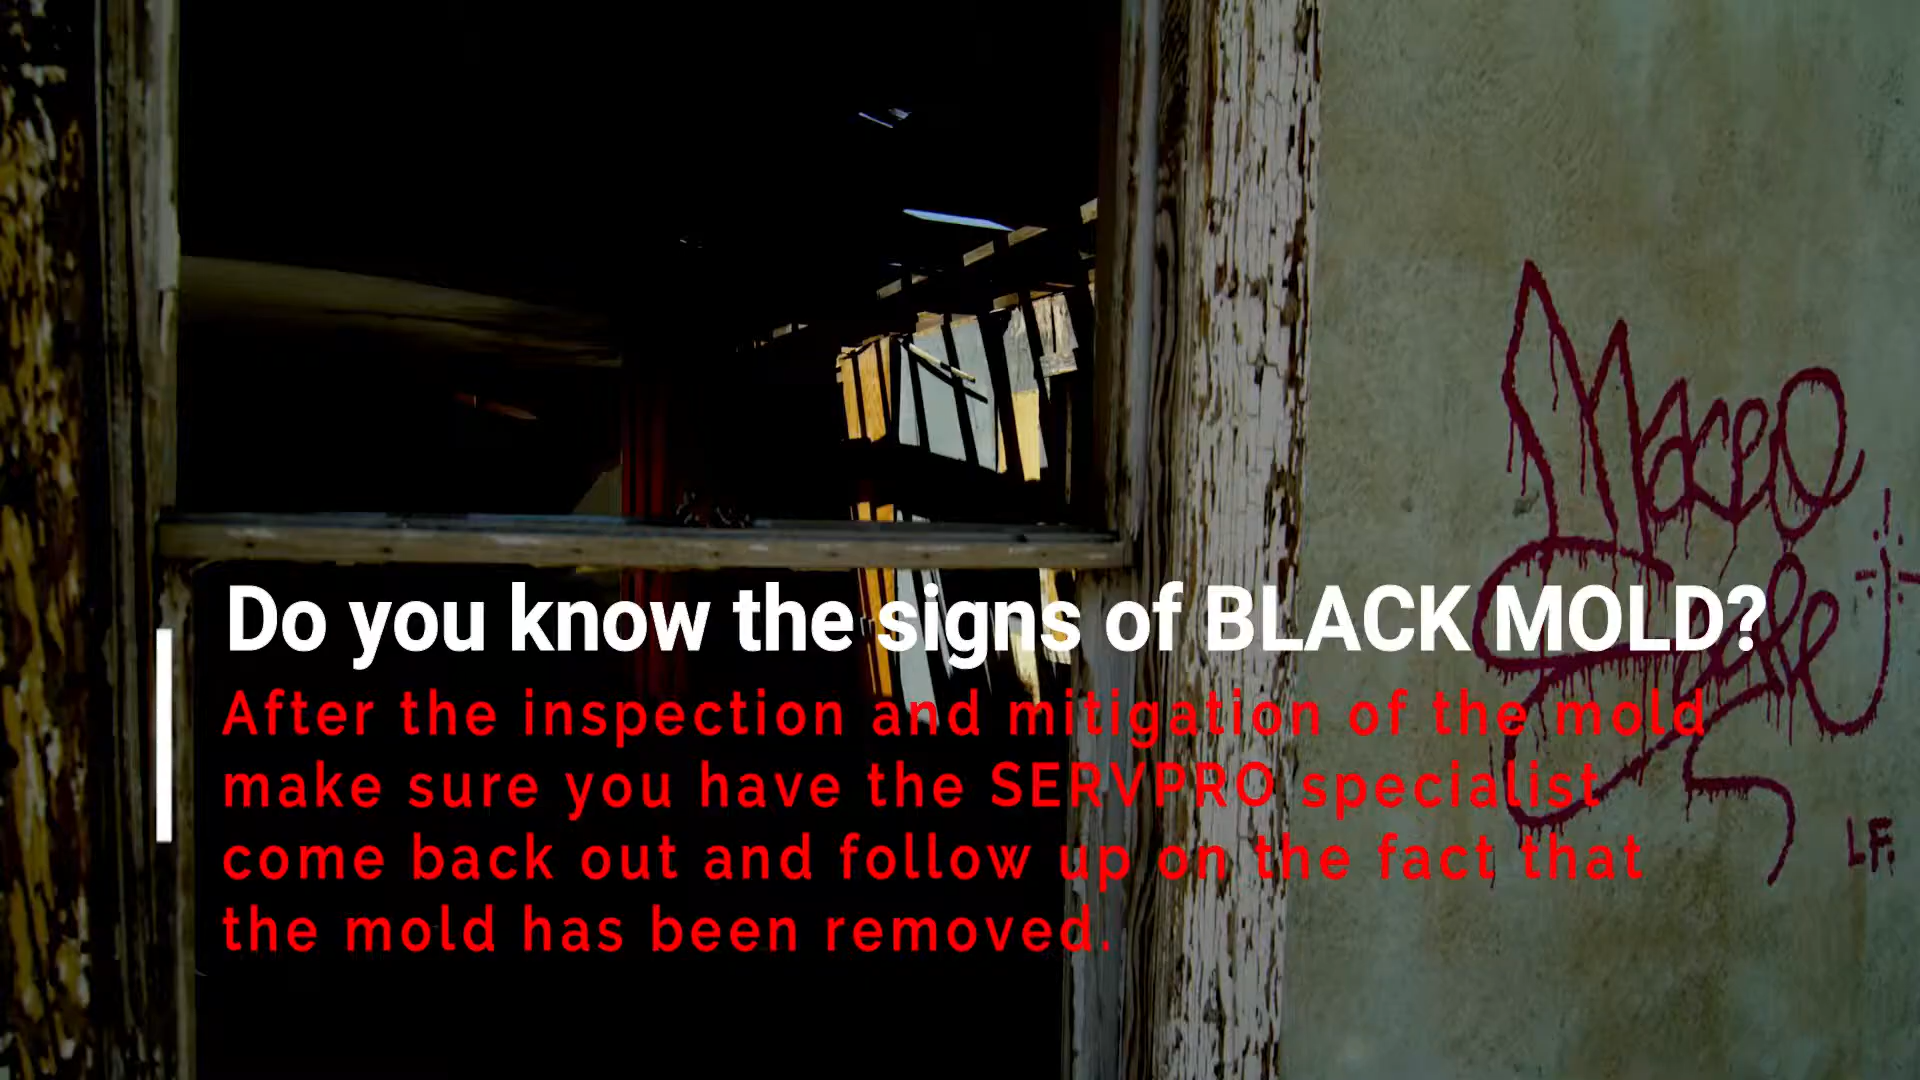 Do you know the signs of BLACK MOLD?
After the inspection and mitigation of the mold
make sure you have the SERVPRO specialist
come back out and follow up on the fact that
the mold has been removed.
Maceo
LF.